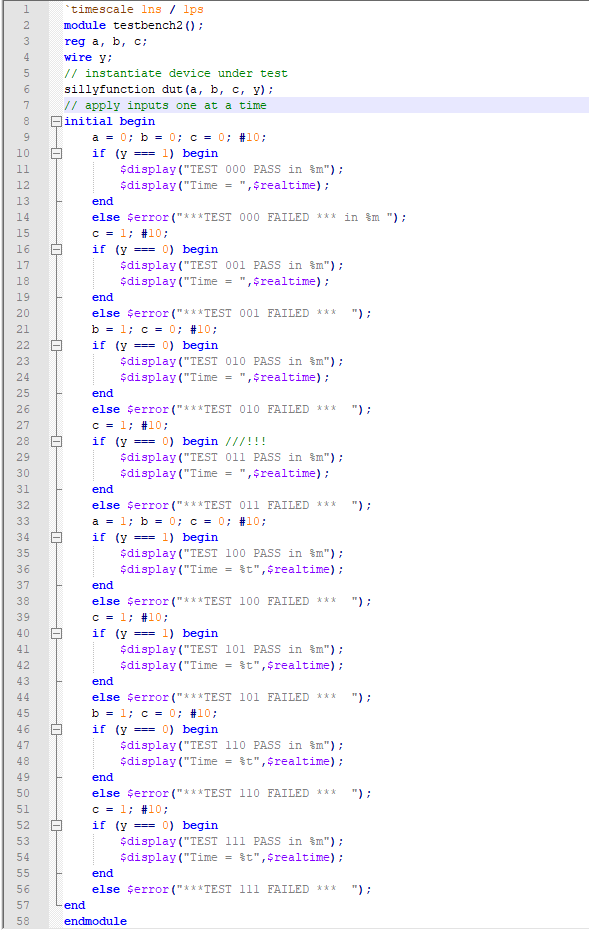 1 `timescale 1ns / 1ps
2 module testbench2();
3 reg a, b, c;
4 wire y;
5 // instantiate device under test
6 sillyfunction dut(a, b, c, y);
7 // apply inputs one at a time
8 initial begin
9 a = 0; b = 0; c = 0; #10;
10 if (y === 1) begin
11 $display("TEST 000 PASS in %m");
12 $display("Time = ",$realtime);
13 end
14 else $error("***TEST 000 FAILED *** in %m ");
15 c = 1; #10;
16 if (y === 0) begin
17 $display("TEST 001 PASS in %m");
18 $display("Time = ",$realtime);
19 end
20 else $error("***TEST 001 FAILED ***  ");
21 b = 1; c = 0; #10;
22 if (y === 0) begin
23 $display("TEST 010 PASS in %m");
24 $display("Time = ",$realtime);
25 end
26 else $error("***TEST 010 FAILED ***  ");
27 c = 1; #10;
28 if (y === 0) begin ///!!!
29 $display("TEST 011 PASS in %m");
30 $display("Time = ",$realtime);
31 end
32 else $error("***TEST 011 FAILED ***  ");
33 a = 1; b = 0; c = 0; #10;
34 if (y === 1) begin
35 $display("TEST 100 PASS in %m");
36 $display("Time = %t",$realtime);
37 end
38 else $error("***TEST 100 FAILED ***  ");
39 c = 1; #10;
40 if (y === 1) begin
41 $display("TEST 101 PASS in %m");
42 $display("Time = %t",$realtime);
43 end
44 else $error("***TEST 101 FAILED ***  ");
45 b = 1; c = 0; #10;
46 if (y === 0) begin
47 $display("TEST 110 PASS in %m");
48 $display("Time = %t",$realtime);
49 end
50 else $error("***TEST 110 FAILED ***  ");
51 c = 1; #10;
52 if (y === 0) begin
53 $display("TEST 111 PASS in %m");
54 $display("Time = %t",$realtime);
55 end
56 else $error("***TEST 111 FAILED ***  ");
57 end
58 endmodule